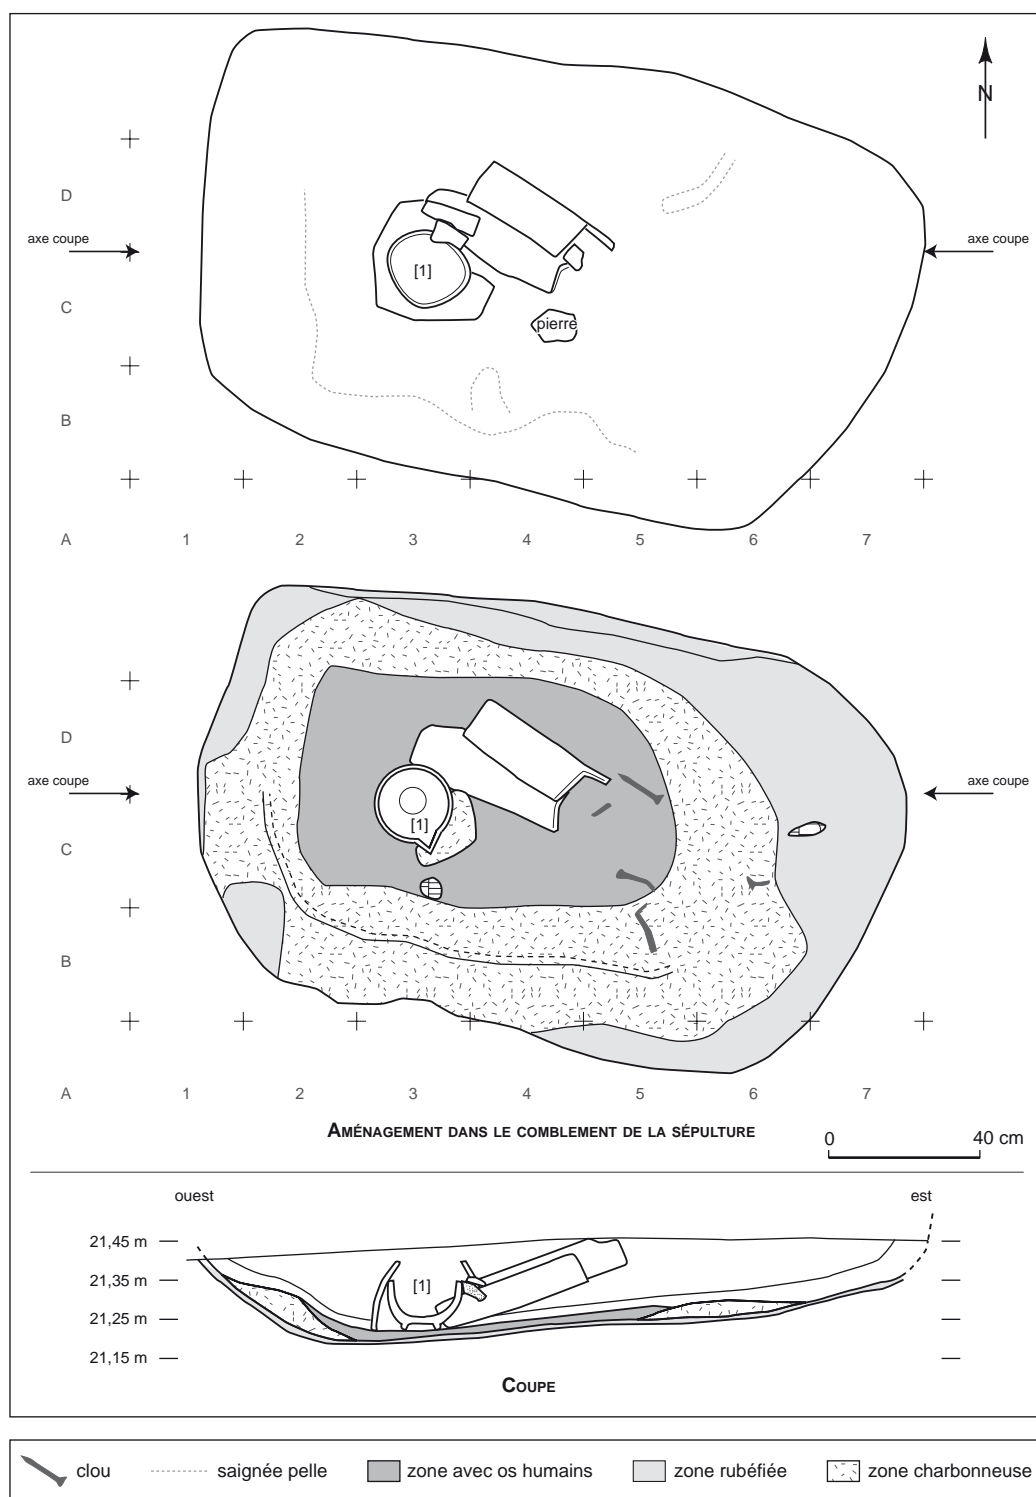 N
D
axe coupe axe coupe
[1]
C
pierre
B
A 1 2 3 4 5 6 7
D
axe coupe axe coupe
[1]
C
B
A 1 2 3 4 5 6 7
AMÉNAGEMENT DANS LE COMBLEMENT DE LA SÉPULTURE
0 40 cm
ouest est
21,45 m
21,35 m
[1]
21,25 m
21,15 m
COUPE
clou saignée pelle zone avec os humains zone rubéfiée zone charbonneuse